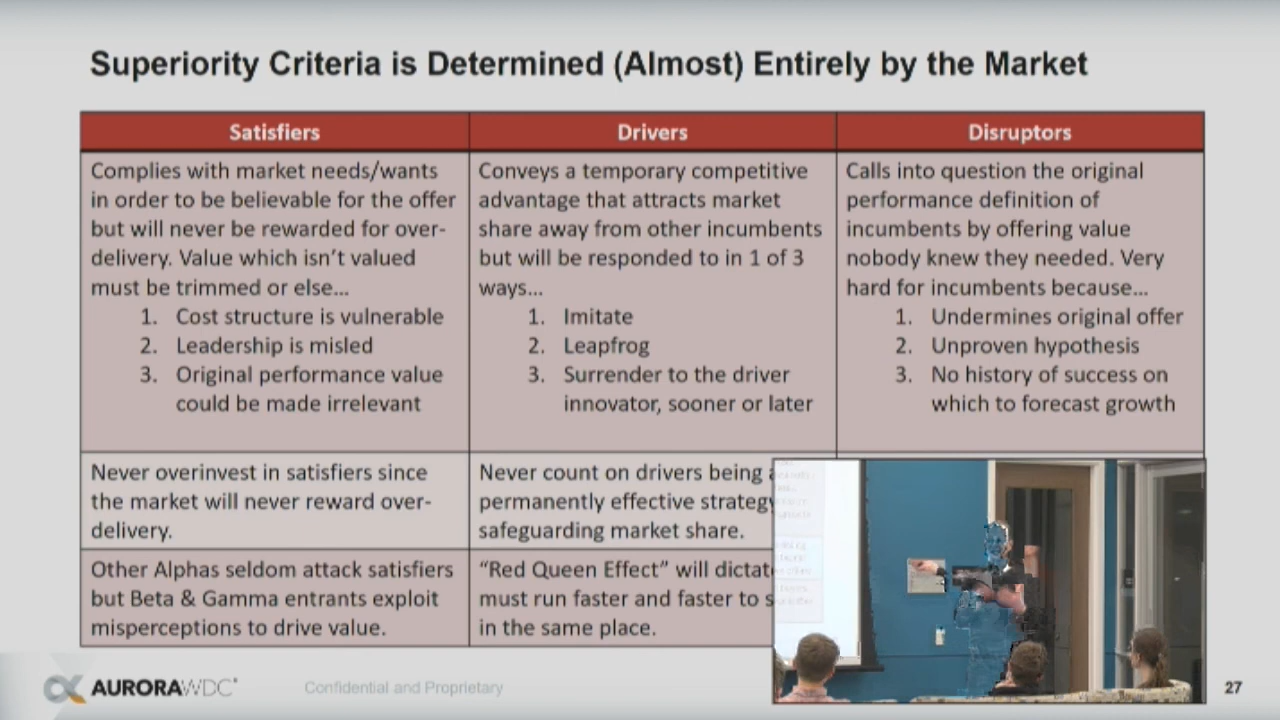 Superiority Criteria is Determined (Almost) Entirely by the Market
Satisfiers
Complies with market needs/wants
in order to be believable for the offer
but will never be rewarded for over-
delivery. Value which isn't valued
must be trimmed or else...
1. Cost structure is vulnerable
2. Leadership is misled
3. Original performance value
could be made irrelevant
Drivers
Conveys a temporary competitive
advantage that attracts market
share away from other incumbents
but will be responded to in 1 of 3
ways...
1. Imitate
2. Leapfrog
3. Surrender to the driver
innovator, sooner or later
Disruptors
Calls into question the original
performance definition of
incumbents by offering value
nobody knew they needed. Very
hard for incumbents because...
1. Undermines original offer
2. Unproven hypothesis
3. No history of success on
which to forecast growth
Never overinvest in satisfiers since
the market will never reward over-
delivery.
Never count on drivers being
permanently effective
safeguarding market share.
Other Alphas seldom attack satisfiers
but Beta & Gamma entrants exploit
misperceptions to drive value.
"Red Queen Effect" will
must run faster and faster to
in the same place.
AURORAWDC
Confidential and Proprietary
27